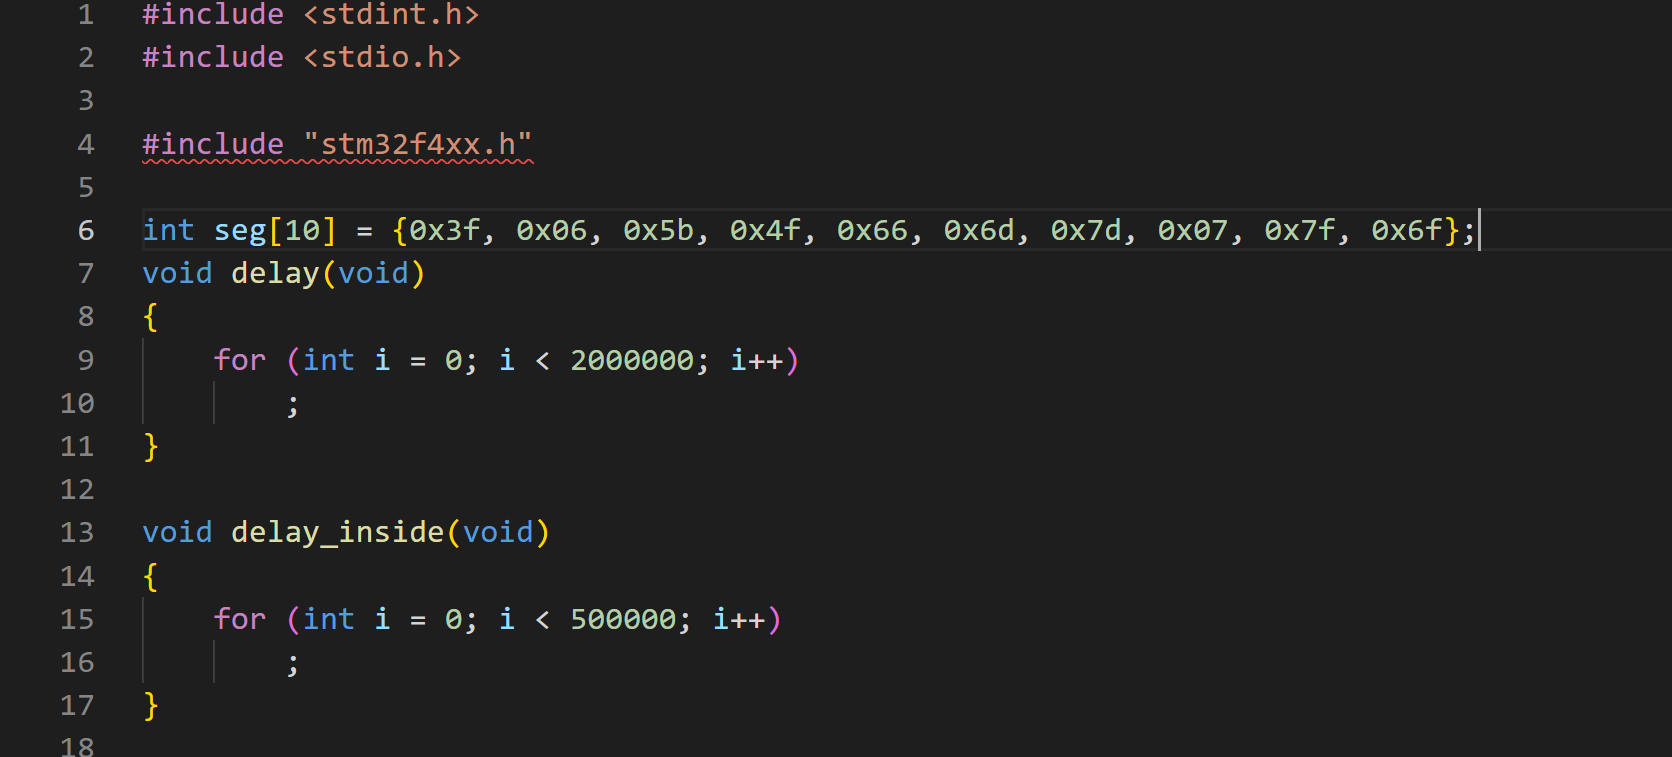 1 #include <stdint.h>
2 #include <stdio.h>
3
4 #include "stm32f4xx.h"
5
6 int seg[10] = {0x3f, 0x06, 0x5b, 0x4f, 0x66, 0x6d, 0x7d, 0x07, 0x7f, 0x6f};
7 void delay(void)
8 {
9     for (int i = 0; i < 2000000; i++)
10         ;
11 }
12
13 void delay_inside(void)
14 {
15     for (int i = 0; i < 500000; i++)
16         ;
17 }
18